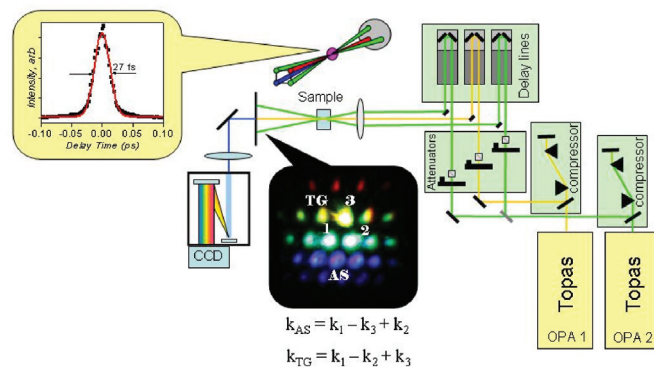 Intensity, arb
27 fs
-0.10 -0.05 0.00 0.05 0.10
Delay Time (ps)
Sample
Delay lines
Attenuators
compressor
compressor
TG 3
1 2
AS
CCD
Topas
OPA 1
Topas
OPA 2
k_AS = k_1 – k_3 + k_2
k_TG = k_1 – k_2 + k_3